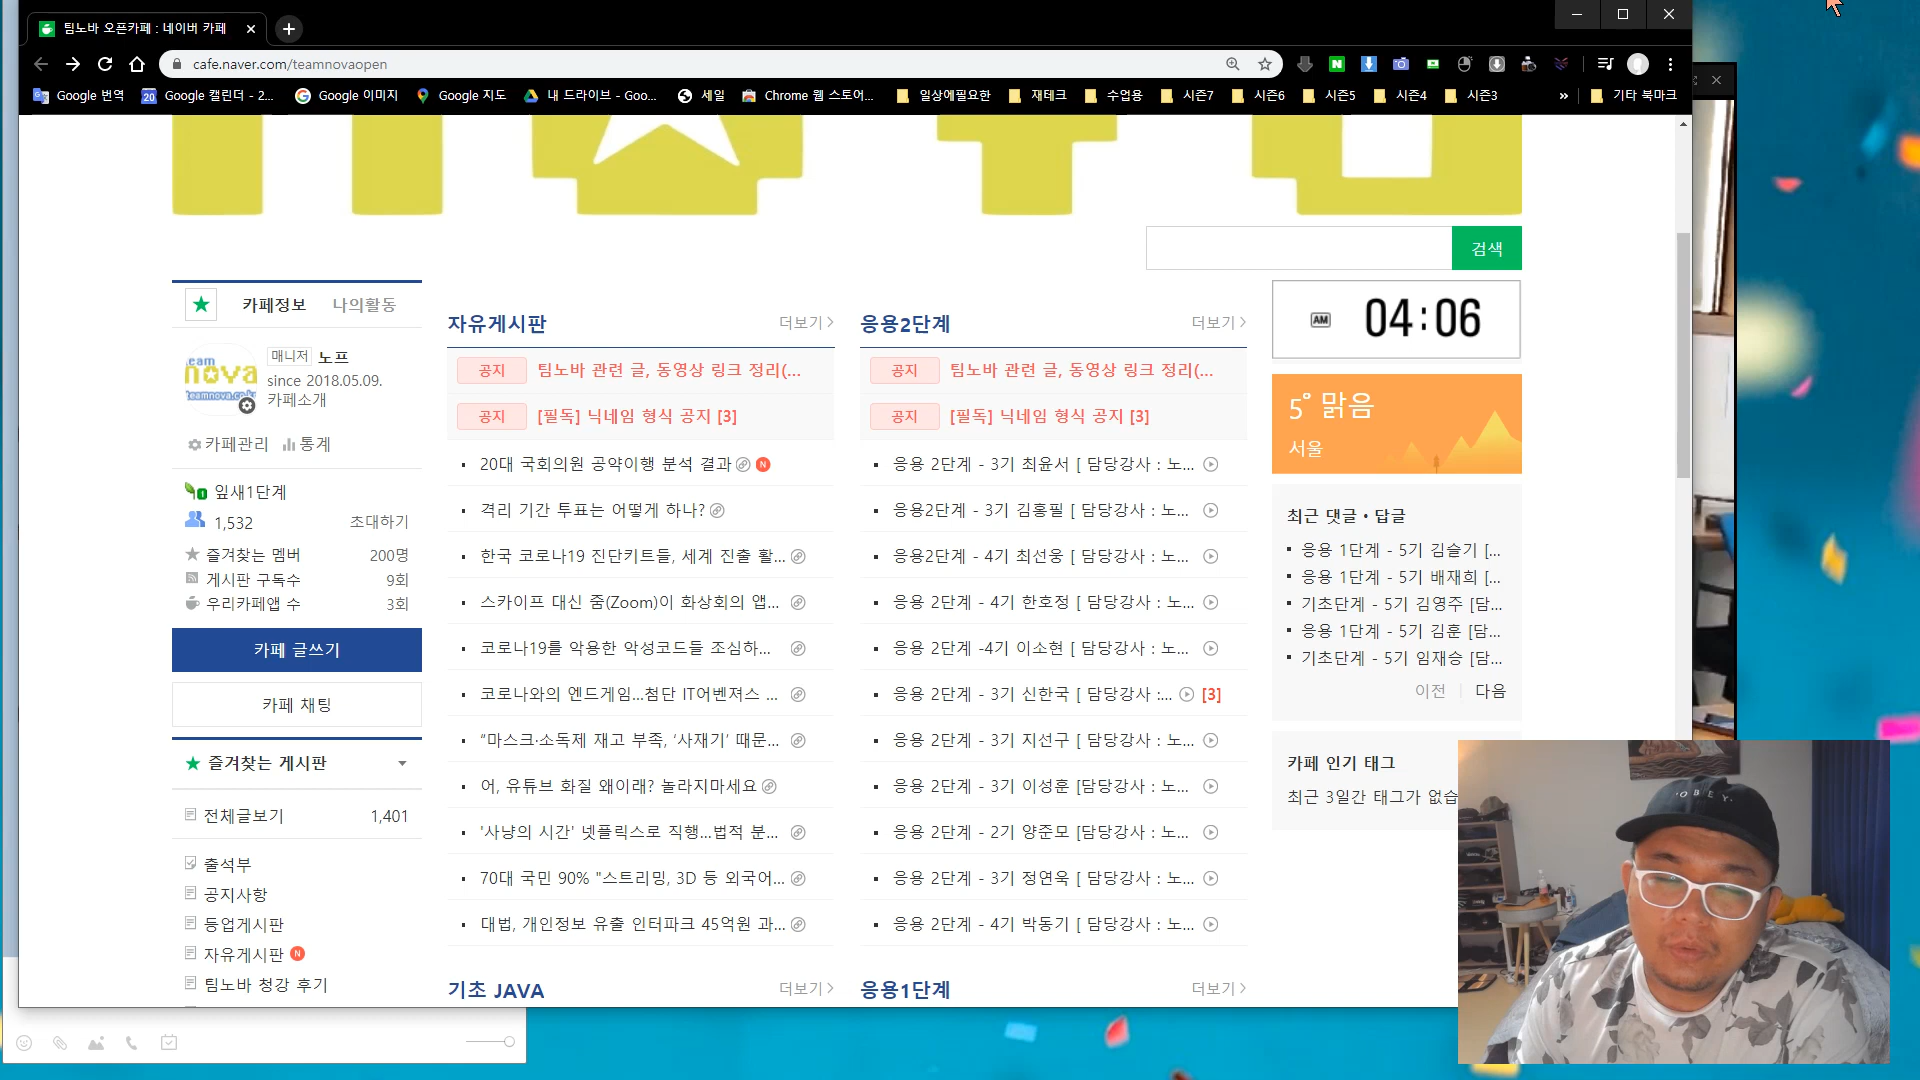 팀노바 오픈카페 : 네이버 카페
cafe.naver.com/teamnovaopen
Google 번역
Google 캘린더 - 2...
Google 이미지
Google 지도
내 드라이브 - Goo...
세일
Chrome 웹 스토어...
일상에필요한
재테크
수업용
시즌7
시즌6
시즌5
시즌4
시즌3
»
기타 북마크
검색
카페정보 나의활동
매니저 노프
since 2018.05.09.
카페소개
카페관리 통계
잎새1단계
1,532 초대하기
즐겨찾는 멤버 200명
게시판 구독수 9회
우리카페앱 수 3회
카페 글쓰기
카페 채팅
즐겨찾는 게시판
전체글보기 1,401
출석부
공지사항
등업게시판
자유게시판 N
팀노바 청강 후기
자유게시판 더보기
공지 팀노바 관련 글, 동영상 링크 정리(...
공지 [필독] 닉네임 형식 공지 [3]
20대 국회의원 공약이행 분석 결과 N
격리 기간 투표는 어떻게 하나?
한국 코로나19 진단키트들, 세계 진출 활...
스카이프 대신 줌(Zoom)이 화상회의 앱...
코로나19를 악용한 악성코드들 조심하...
코로나와의 엔드게임...첨단 IT어벤져스 ...
“마스크·소독제 재고 부족, ‘사재기’ 때문...
어, 유튜브 화질 왜이래? 놀라지마세요
'사냥의 시간' 넷플릭스로 직행...법적 분...
70대 국민 90% "스트리밍, 3D 등 외국어...
대법, 개인정보 유출 인터파크 45억원 과...
기초 JAVA 더보기
응용2단계 더보기
공지 팀노바 관련 글, 동영상 링크 정리(...
공지 [필독] 닉네임 형식 공지 [3]
응용 2단계 - 3기 최윤서 [ 담당강사 : 노...
응용2단계 - 3기 김홍필 [ 담당강사 : 노...
응용2단계 - 4기 최선웅 [ 담당강사 : 노...
응용 2단계 - 4기 한호정 [ 담당강사 : 노...
응용 2단계 -4기 이소현 [ 담당강사 : 노...
응용 2단계 - 3기 신한국 [ 담당강사 :... [3]
응용 2단계 - 3기 지선구 [ 담당강사 : 노...
응용 2단계 - 3기 이성훈 [ 담당강사 : 노...
응용 2단계 - 2기 양준모 [담당강사 : 노...
응용 2단계 - 3기 정연욱 [ 담당강사 : 노...
응용 2단계 - 4기 박동기 [ 담당강사 : 노...
응용1단계 더보기
AM 04:06
5° 맑음
서울
최근 댓글・답글
응용 1단계 - 5기 김슬기 [...
응용 1단계 - 5기 배재희 [...
기초단계 - 5기 김영주 [담...
응용 1단계 - 5기 김훈 [담...
기초단계 - 5기 임재승 [담...
이전 다음
카페 인기 태그
최근 3일간 태그가 없습
OBEY